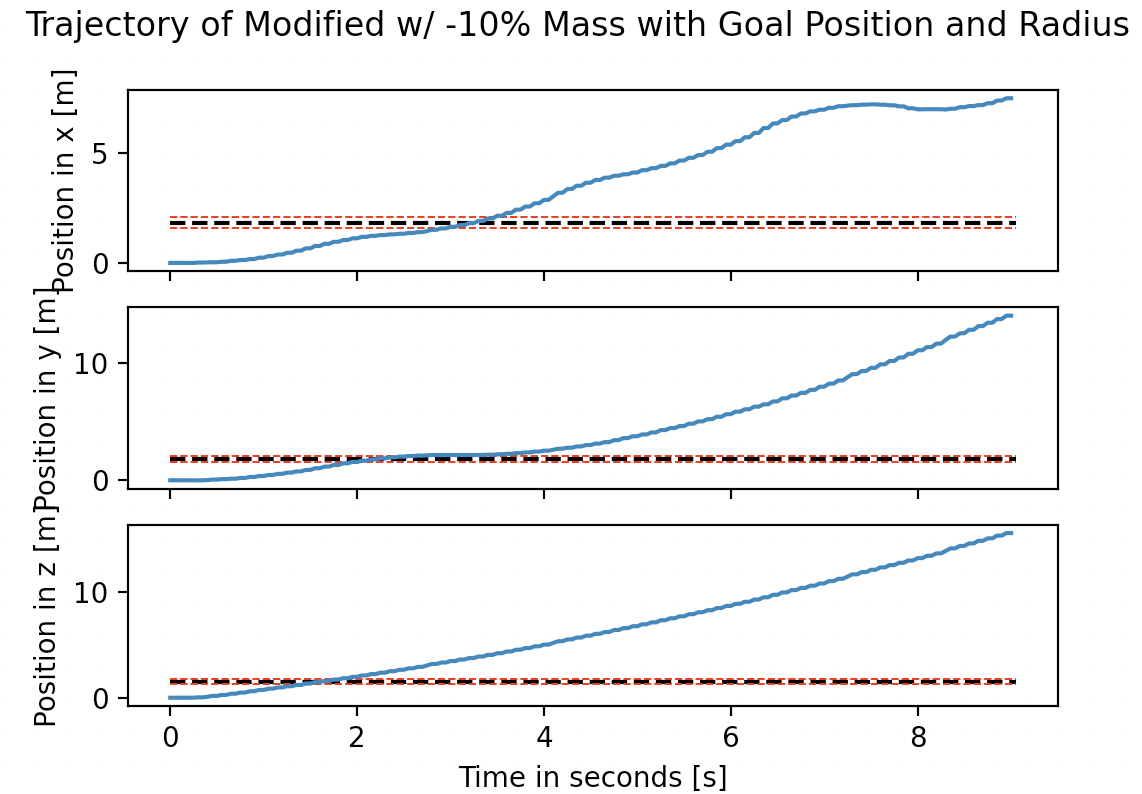 Trajectory of Modified w/ -10% Mass with Goal Position and Radius
Position in x [m]
5
0
Position in y [m]
10
0
Position in z [m]
10
0
0 2 4 6 8
Time in seconds [s]